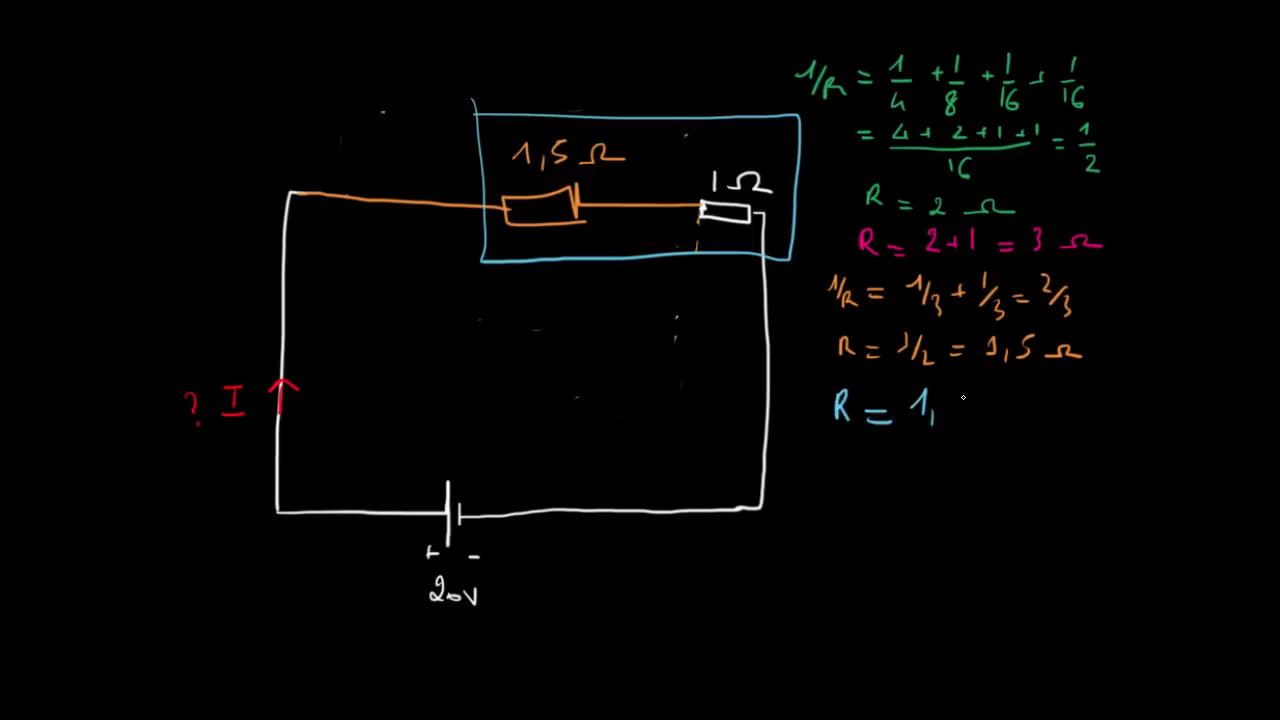 1/R = 1/4 + 1/8 + 1/16 + 1/16
= (4 + 2 + 1 + 1)/16 = 1/2
R = 2 Ω
R = 2+1 = 3 Ω
1/R = 1/3 + 1/3 = 2/3
R = 3/2 = 1,5 Ω
R = 1,
1,5 Ω
1 Ω
? I
+ -
20V